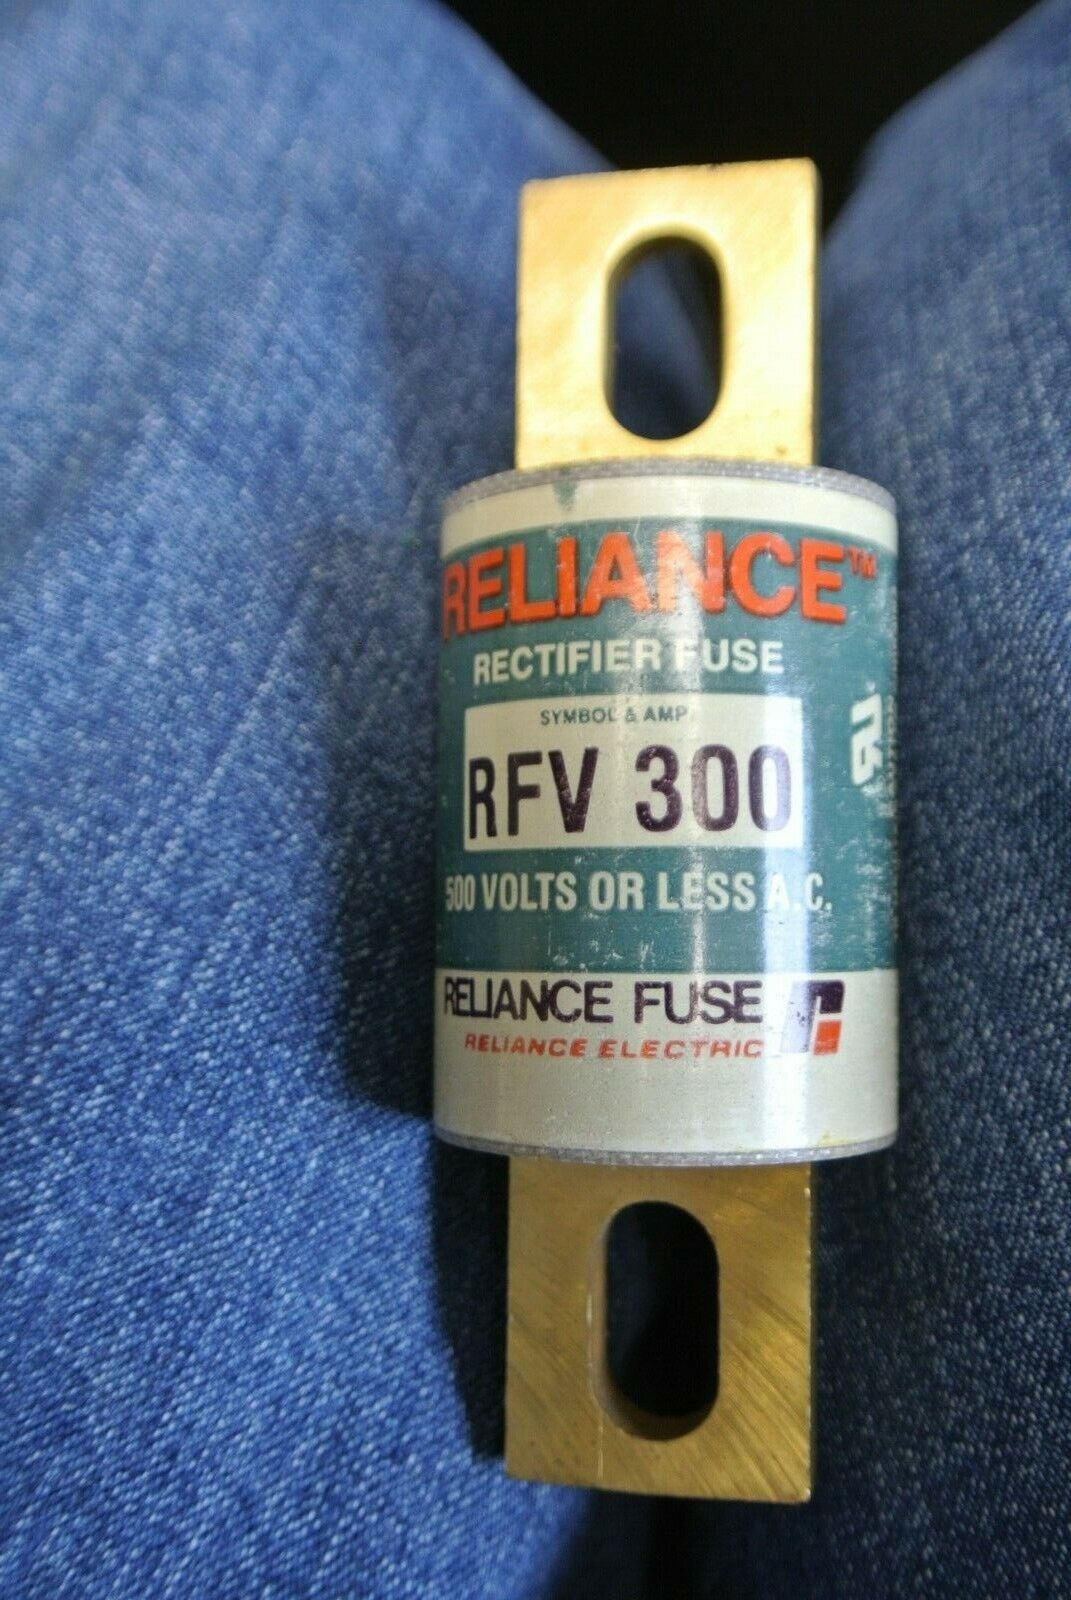 RELIANCE™
RECTIFIER FUSE
SYMBOL & AMP.
RFV 300
500 VOLTS OR LESS A.C.
RELIANCE FUSE
RELIANCE ELECTRIC